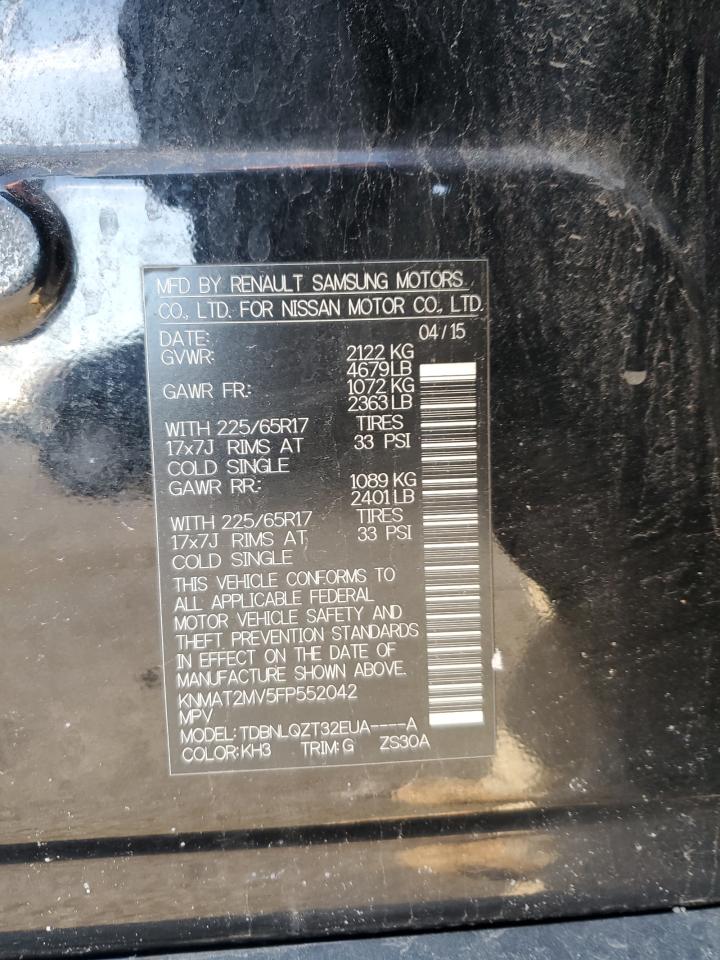 MFD BY RENAULT SAMSUNG MOTORS
CO., LTD. FOR NISSAN MOTOR CO., LTD.
DATE: 04/15
GVWR: 2122 KG
4679LB
GAWR FR: 1072 KG
2363LB
WITH 225/65R17 TIRES
17x7J RIMS AT 33 PSI
COLD SINGLE
GAWR RR: 1089 KG
2401LB
WITH 225/65R17 TIRES
17x7J RIMS AT 33 PSI
COLD SINGLE
THIS VEHICLE CONFORMS TO
ALL APPLICABLE FEDERAL
MOTOR VEHICLE SAFETY AND
THEFT PREVENTION STANDARDS
IN EFFECT ON THE DATE OF
MANUFACTURE SHOWN ABOVE.
KNMAT2MV5FP552042
MPV
MODEL: TDBNLQZT32EUA----A
COLOR: KH3 TRIM: G ZS30A